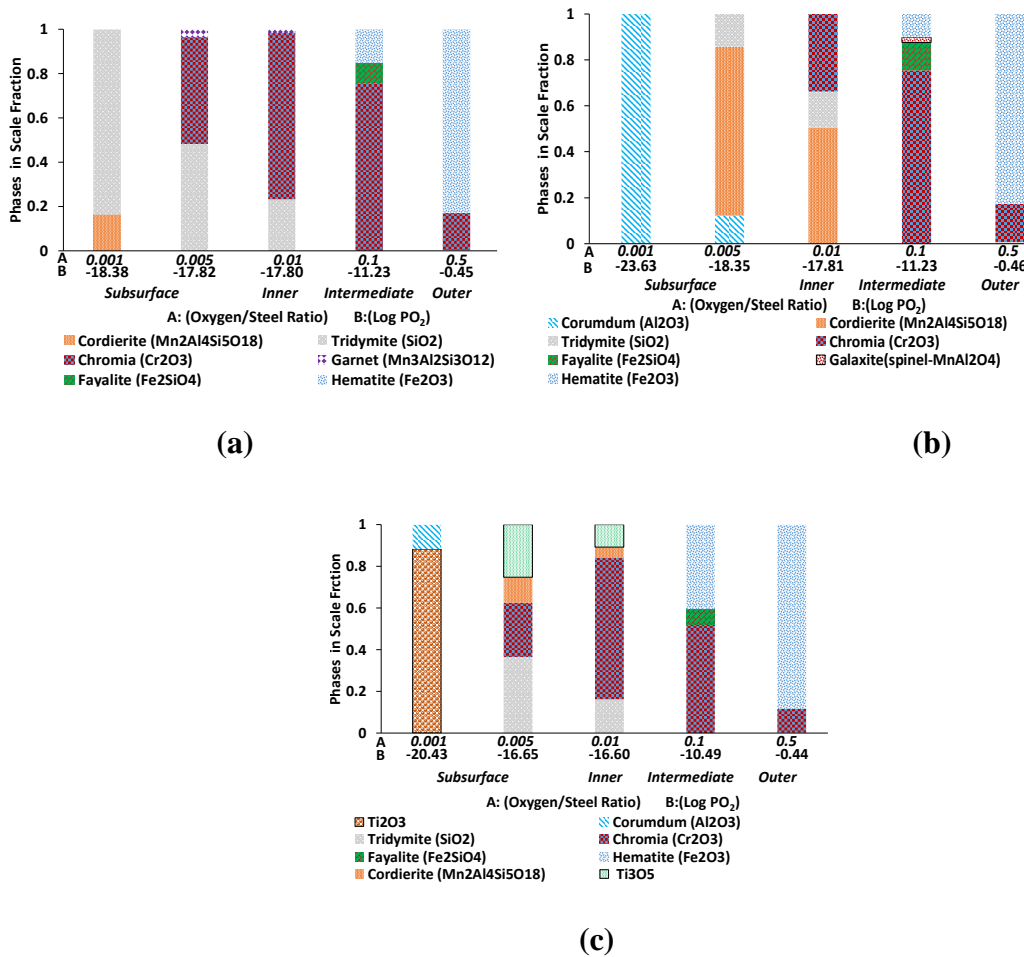 Phases in Scale Fraction
1
0.8
0.6
0.4
0.2
0
A 0.001 0.005 0.01 0.1 0.5
B -18.38 -17.82 -17.80 -11.23 -0.45
Subsurface Inner Intermediate Outer
A: (Oxygen/Steel Ratio) B:(Log PO2)
Cordierite (Mn2Al4Si5O18) Tridymite (SiO2)
Chromia (Cr2O3) Garnet (Mn3Al2Si3O12)
Fayalite (Fe2SiO4) Hematite (Fe2O3)
(a)
Phases in Scale Fraction
1
0.8
0.6
0.4
0.2
0
A 0.001 0.005 0.01 0.1 0.5
B -23.63 -18.35 -17.81 -11.23 -0.46
Subsurface Inner Intermediate Outer
A: (Oxygen/Steel Ratio) B:(Log PO2)
Corumdum (Al2O3) Cordierite (Mn2Al4Si5O18)
Tridymite (SiO2) Chromia (Cr2O3)
Fayalite (Fe2SiO4) Galaxite(spinel-MnAl2O4)
Hematite (Fe2O3)
(b)
Phases in Scale Frction
1
0.8
0.6
0.4
0.2
0
A 0.001 0.005 0.01 0.1 0.5
B -20.43 -16.65 -16.60 -10.49 -0.44
Subsurface Inner Intermediate Outer
A: (Oxygen/Steel Ratio) B:(Log PO2)
Ti2O3 Corumdum (Al2O3)
Tridymite (SiO2) Chromia (Cr2O3)
Fayalite (Fe2SiO4) Hematite (Fe2O3)
Cordierite (Mn2Al4Si5O18) Ti3O5
(c)